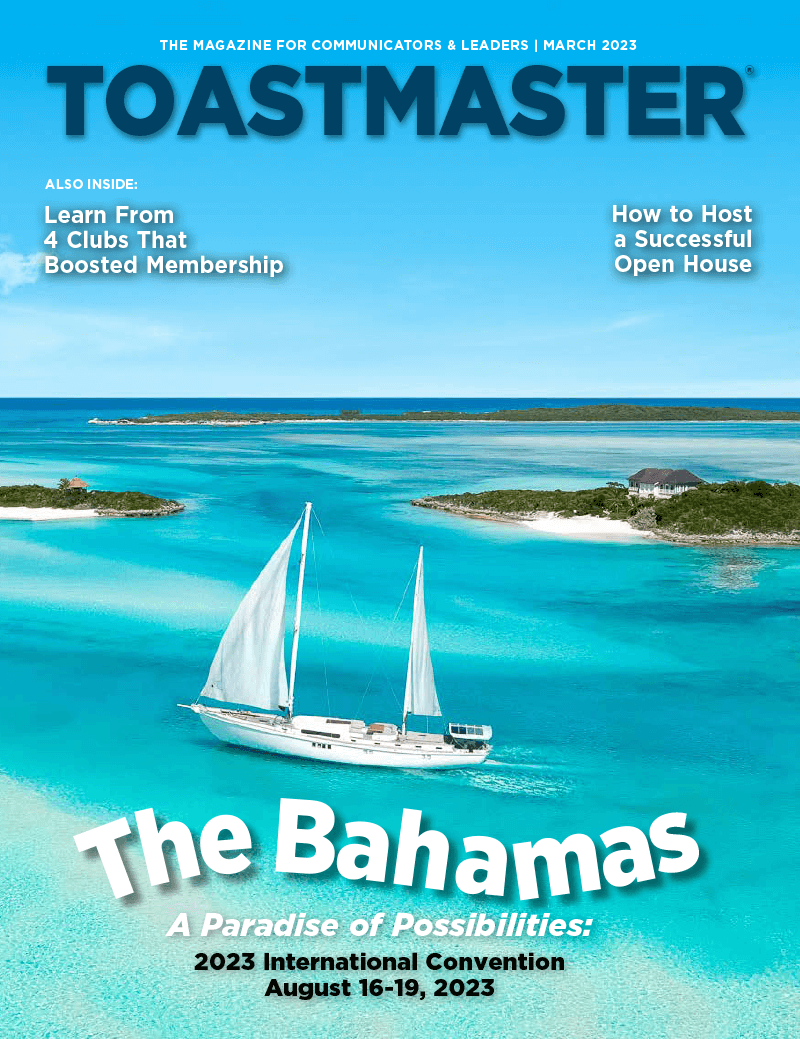 THE MAGAZINE FOR COMMUNICATORS & LEADERS | MARCH 2023
TOASTMASTER®
ALSO INSIDE:
Learn From
4 Clubs That
Boosted Membership
How to Host
a Successful
Open House
The Bahamas
A Paradise of Possibilities:
2023 International Convention
August 16-19, 2023